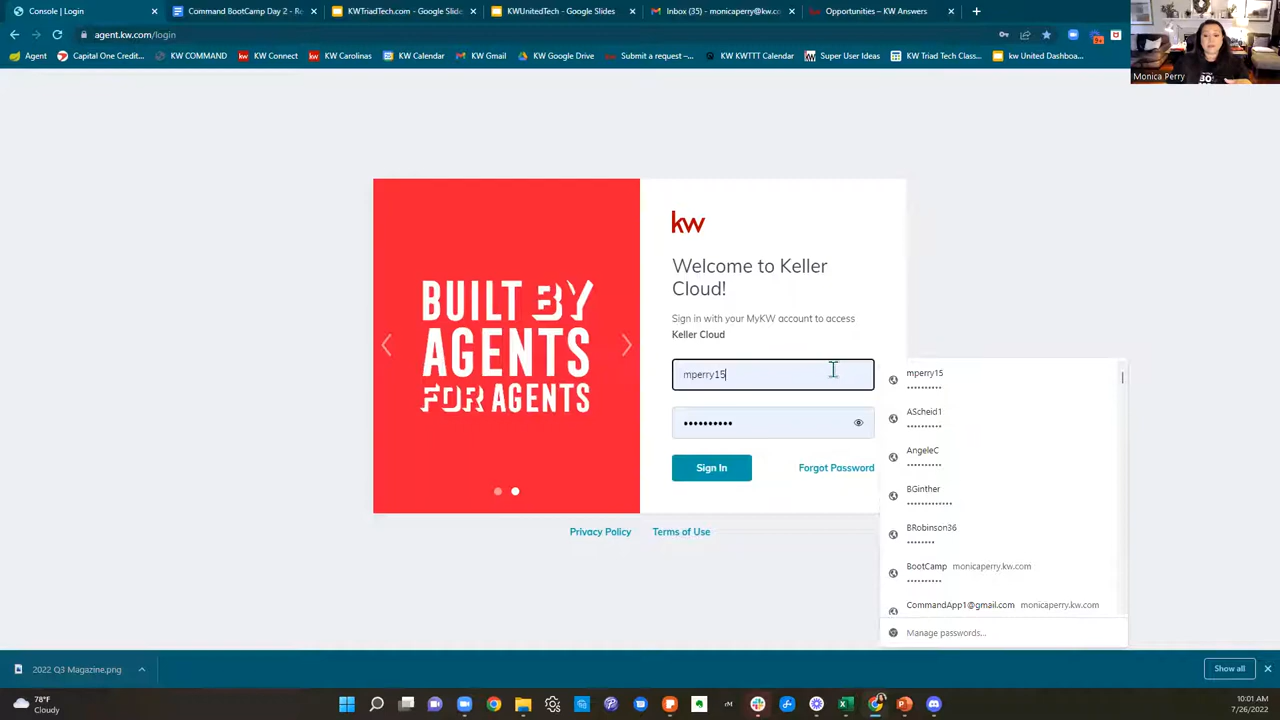 Console | Login
Command BootCamp Day 2 - Re
KWTriadTech.com - Google Slide
KWUnitedTech - Google Slides
Inbox (35) - monicaperry@kw.co
Opportunities – KW Answers
agent.kw.com/login
Agent
Capital One Credit...
KW COMMAND
KW Connect
KW Carolinas
KW Calendar
KW Gmail
KW Google Drive
Submit a request –...
KW KWTTT Calendar
Super User Ideas
KW Triad Tech Class...
kw United Dashboa...
Monica Perry
BUILT BY
AGENTS
FOR AGENTS
kw
Welcome to Keller
Cloud!
Sign in with your MyKW account to access
Keller Cloud
mperry15
••••••••••
Sign In
Forgot Password
Privacy Policy
Terms of Use
mperry15
••••••••••
AScheid1
••••••••••
AngeleC
••••••••••
BGinther
•••••••••••••
BRobinson36
••••••••
BootCamp monicaperry.kw.com
••••••••••
CommandApp1@gmail.com monicaperry.kw.com
Manage passwords...
2022 Q3 Magazine.png
Show all
78°F
Cloudy
10:01 AM
7/26/2022